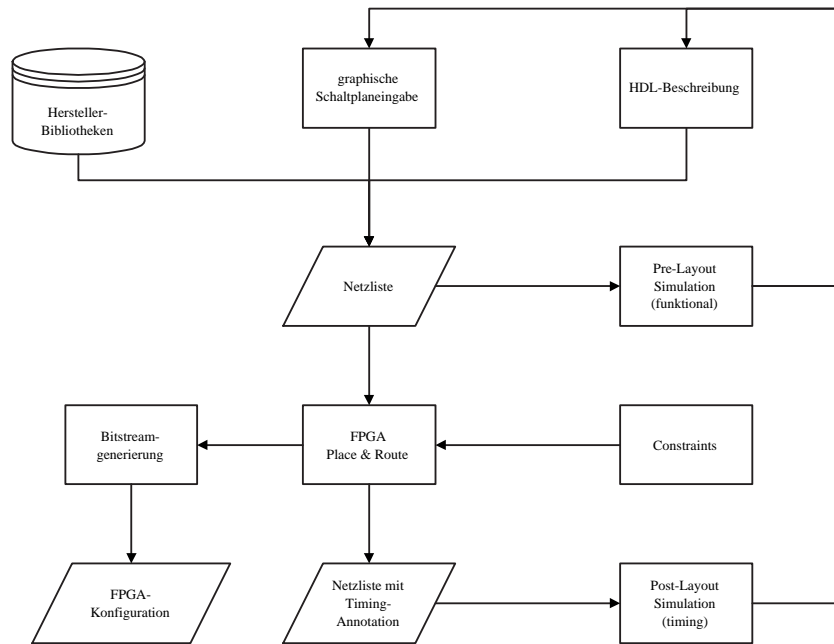 graphische
Schaltplaneingabe
HDL-Beschreibung
Hersteller-
Bibliotheken
Netzliste
Pre-Layout
Simulation
(funktional)
Bitstream-
generierung
FPGA
Place & Route
Constraints
FPGA-
Konfiguration
Netzliste mit
Timing-
Annotation
Post-Layout
Simulation
(timing)